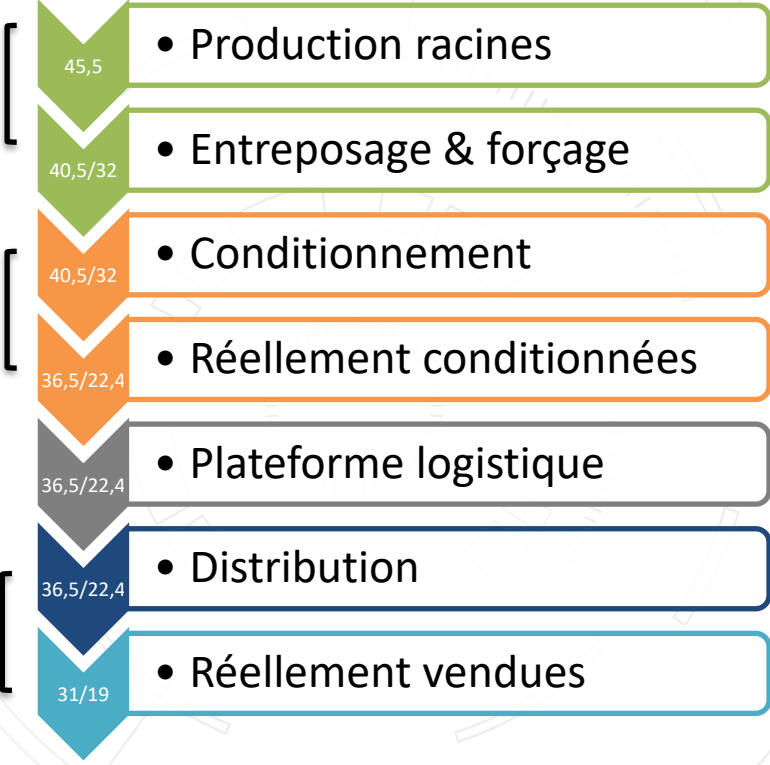 45,5
• Production racines
40,5/32
• Entreposage & forçage
40,5/32
• Conditionnement
36,5/22,4
• Réellement conditionnées
36,5/22,4
• Plateforme logistique
36,5/22,4
• Distribution
31/19
• Réellement vendues